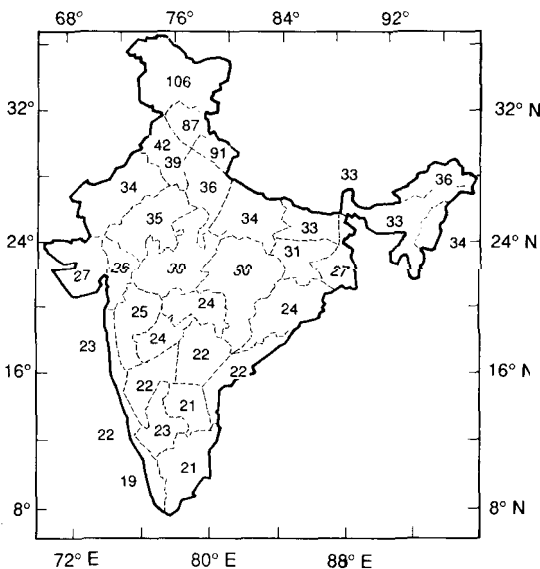 68° 76° 84° 92°
106
32° 87 32° N
42 91
39
34 36 33 36
35 34 33 33
24° 31 34 24° N
27 27
25 24 24
23 24 22
16° 22 22 16° N
21
22 23
19 21
8° 8° N
72° E 80° E 88° E